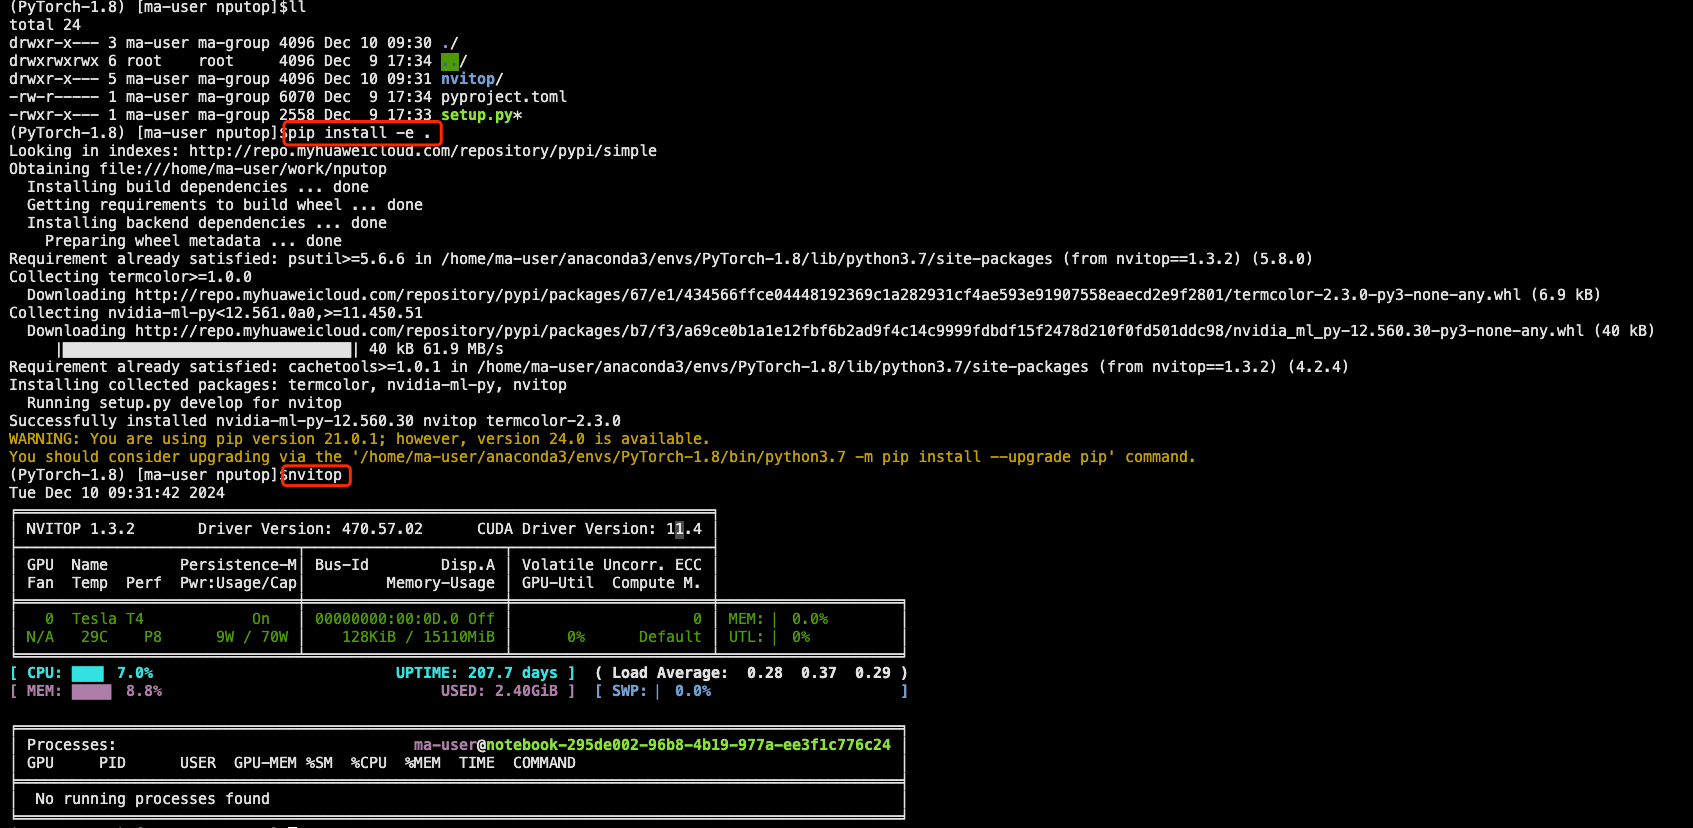 (PyTorch-1.8) [ma-user nputop]$ll
total 24
drwxr-x--- 3 ma-user ma-group 4096 Dec 10 09:30 ./
drwxrwxrwx 6 root    root     4096 Dec  9 17:34 ../
drwxr-x--- 5 ma-user ma-group 4096 Dec 10 09:31 nvitop/
-rw-r----- 1 ma-user ma-group 6070 Dec  9 17:34 pyproject.toml
-rwxr-x--- 1 ma-user ma-group 2558 Dec  9 17:33 setup.py*
(PyTorch-1.8) [ma-user nputop]$pip install -e .
Looking in indexes: http://repo.myhuaweicloud.com/repository/pypi/simple
Obtaining file:///home/ma-user/work/nputop
  Installing build dependencies ... done
  Getting requirements to build wheel ... done
  Installing backend dependencies ... done
    Preparing wheel metadata ... done
Requirement already satisfied: psutil>=5.6.6 in /home/ma-user/anaconda3/envs/PyTorch-1.8/lib/python3.7/site-packages (from nvitop==1.3.2) (5.8.0)
Collecting termcolor>=1.0.0
  Downloading http://repo.myhuaweicloud.com/repository/pypi/packages/67/e1/434566ffce04448192369c1a282931cf4ae593e91907558eaecd2e9f2801/termcolor-2.3.0-py3-none-any.whl (6.9 kB)
Collecting nvidia-ml-py<12.561.0a0,>=11.450.51
  Downloading http://repo.myhuaweicloud.com/repository/pypi/packages/b7/f3/a69ce0b1a1e12fbf6b2ad9f4c14c9999fdbdf15f2478d210f0fd501ddc98/nvidia_ml_py-12.560.30-py3-none-any.whl (40 kB)
| 40 kB 61.9 MB/s
Requirement already satisfied: cachetools>=1.0.1 in /home/ma-user/anaconda3/envs/PyTorch-1.8/lib/python3.7/site-packages (from nvitop==1.3.2) (4.2.4)
Installing collected packages: termcolor, nvidia-ml-py, nvitop
  Running setup.py develop for nvitop
Successfully installed nvidia-ml-py-12.560.30 nvitop termcolor-2.3.0
WARNING: You are using pip version 21.0.1; however, version 24.0 is available.
You should consider upgrading via the '/home/ma-user/anaconda3/envs/PyTorch-1.8/bin/python3.7 -m pip install --upgrade pip' command.
(PyTorch-1.8) [ma-user nputop]$nvitop
Tue Dec 10 09:31:42 2024
NVITOP 1.3.2       Driver Version: 470.57.02      CUDA Driver Version: 11.4
GPU  Name        Persistence-M| Bus-Id        Disp.A | Volatile Uncorr. ECC
Fan  Temp  Perf  Pwr:Usage/Cap|         Memory-Usage | GPU-Util  Compute M.
0  Tesla T4            On | 00000000:00:0D.0 Off |                    0 | MEM: | 0.0%
N/A   29C    P8      9W / 70W |   128KiB / 15110MiB |      0%      Default | UTL: | 0%
[ CPU: 7.0%                           UPTIME: 207.7 days ]  ( Load Average:  0.28  0.37  0.29 )
[ MEM: 8.8%                               USED: 2.40GiB ]  [ SWP: | 0.0%                     ]
Processes:                                 ma-user@notebook-295de002-96b8-4b19-977a-ee3f1c776c24
GPU     PID      USER  GPU-MEM %SM  %CPU  %MEM  TIME  COMMAND
No running processes found